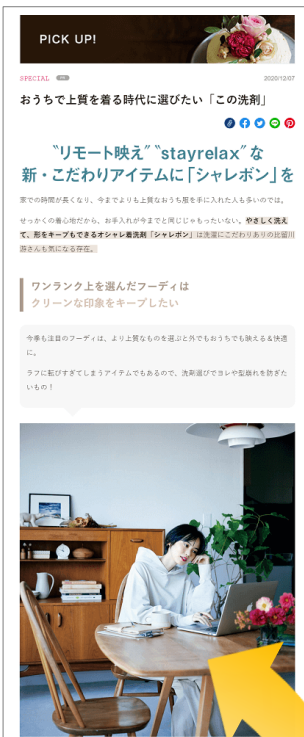 PICK UP!
SPECIAL
2020/12/07
おうちで上質を着る時代に選びたい「この洗剤」
〝リモート映え〟〝stayrelax〟な
新・こだわりアイテムに「シャレボン」を
家での時間が長くなり、今までよりも上質なおうち服を手に入れた人も多いのでは。
せっかくの着心地だから、お手入れが今までと同じじゃもったいない。やさしく洗え
て、形をキープもできるオシャレ着洗剤「シャレボン」は洗濯にこだわりありの比留川
游さんも気になる存在。
ワンランク上を選んだフーディは
クリーンな印象をキープしたい
今季も注目のフーディは、より上質なものを選ぶと外でもおうちでも映える＆快適
に。
ラフに転びすぎてしまうアイテムでもあるので、洗剤選びでヨレや型崩れを防ぎた
いもの！